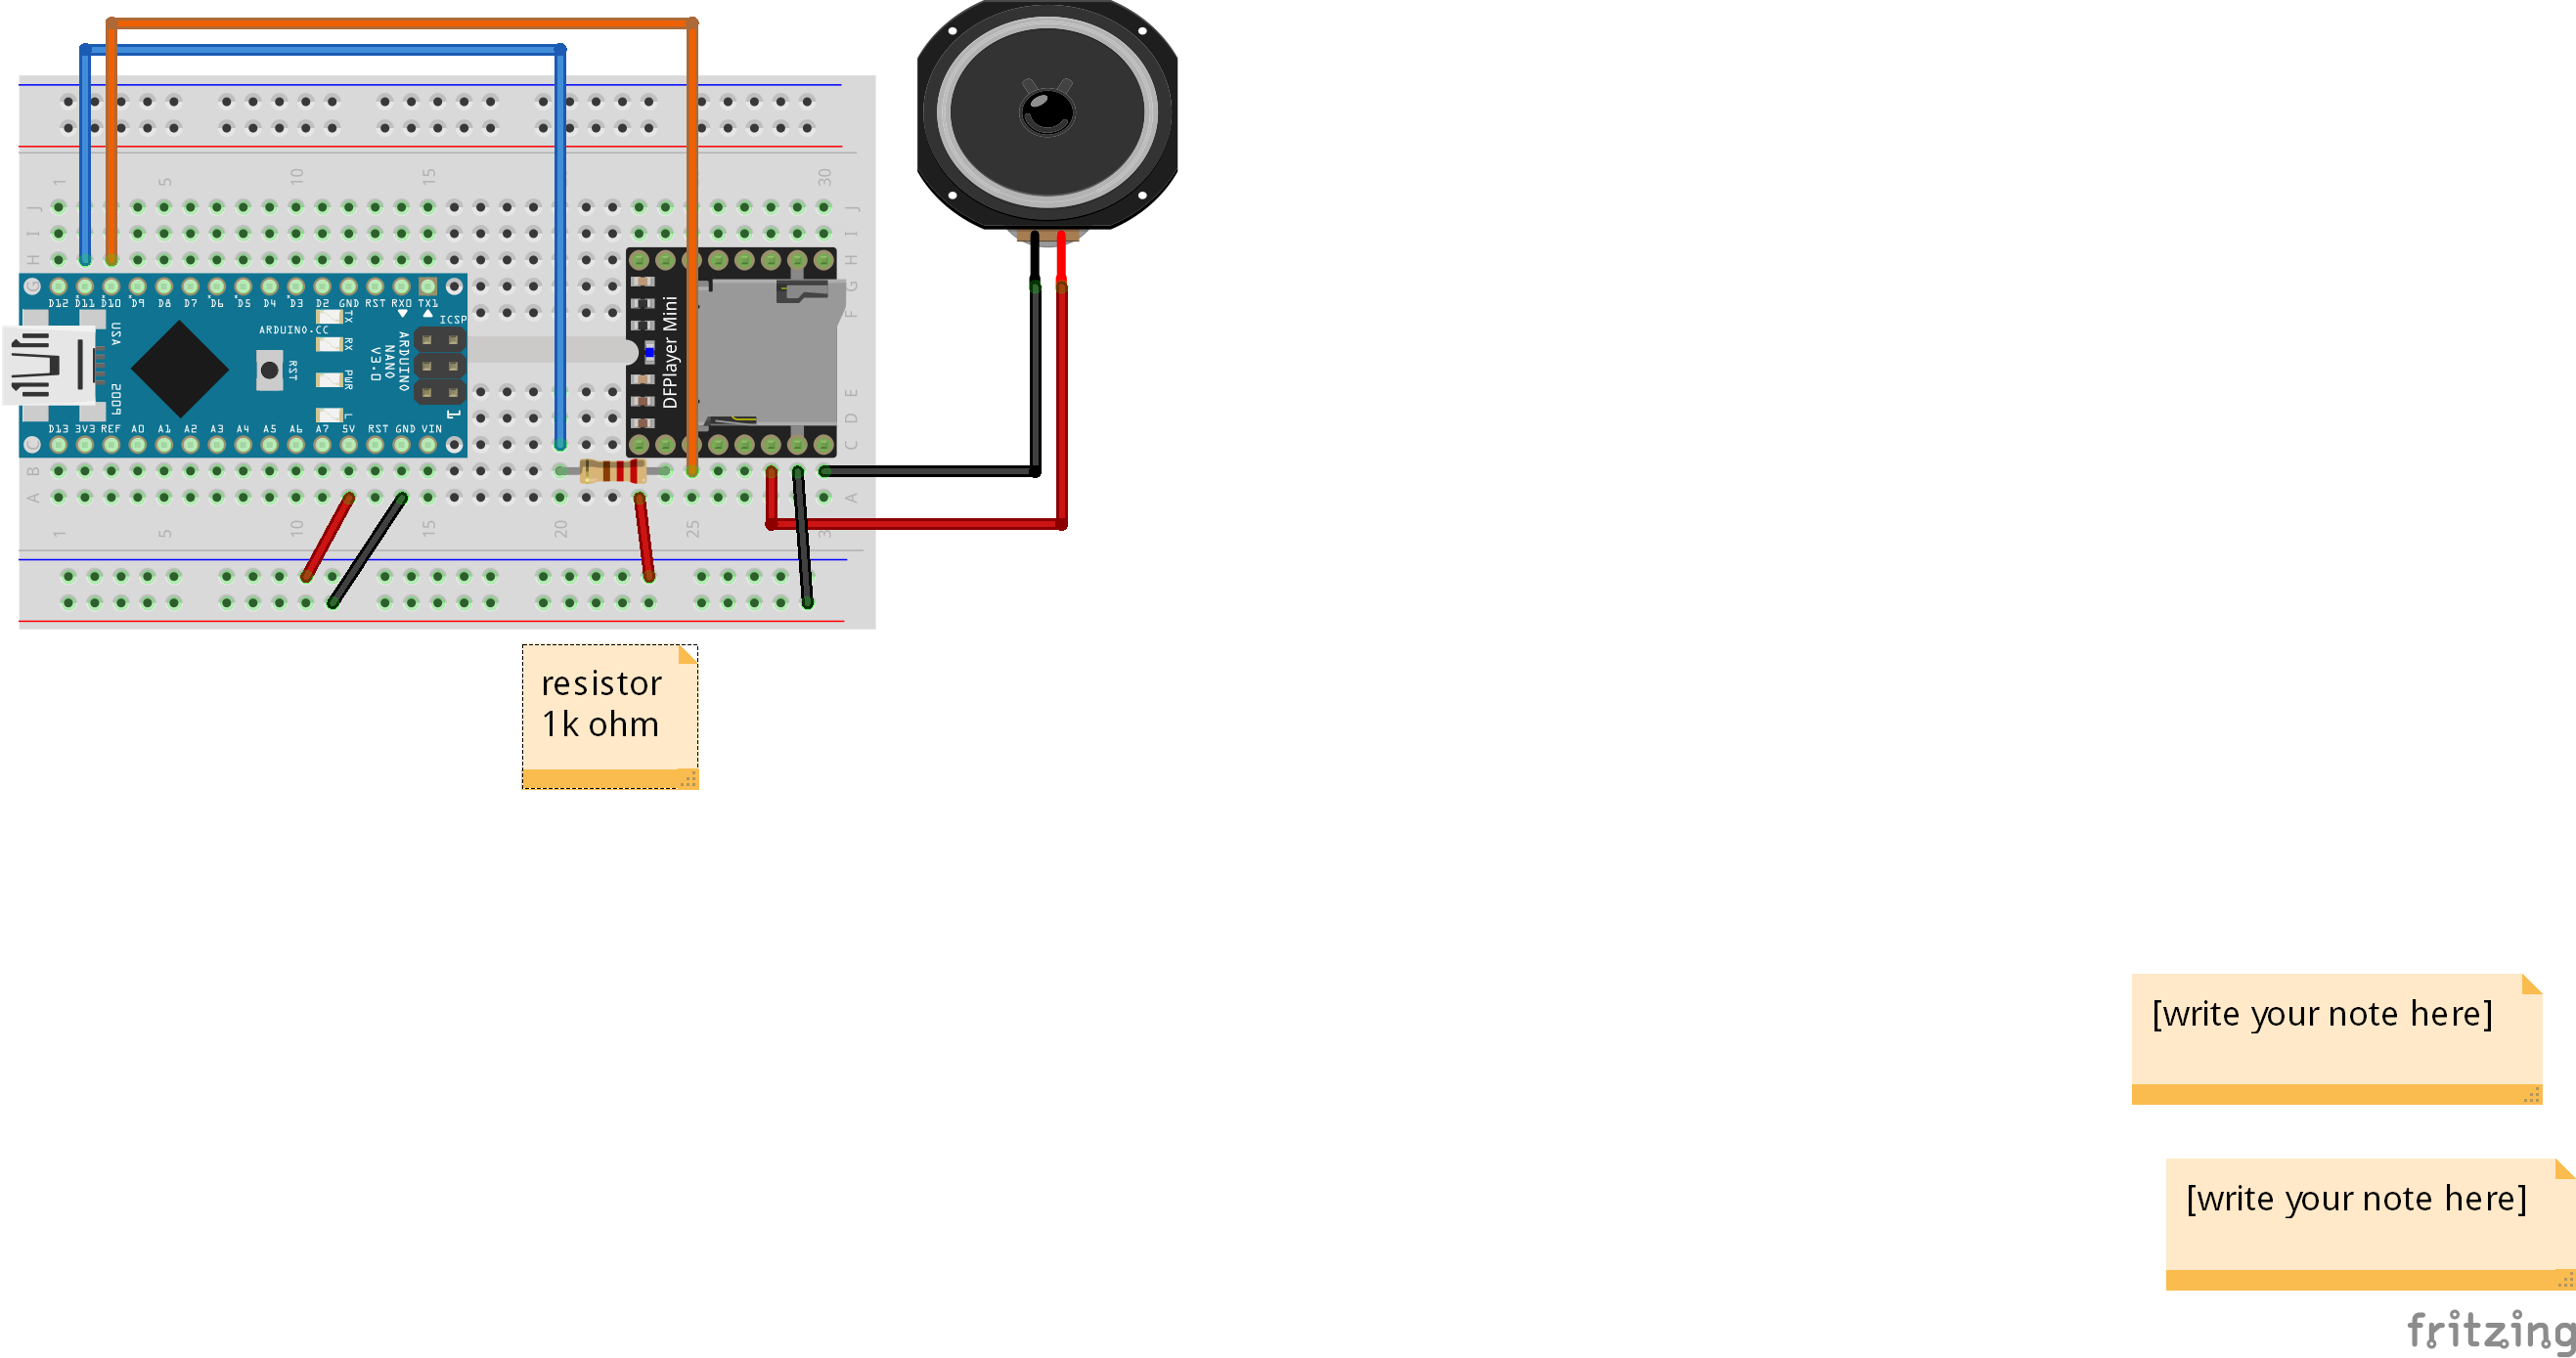 1 5 10 15 30
J J
I I
H H
G G
F
D12 D11 D10 D9 D8 D7 D6 D5 D4 D3 D2 GND RST RX0 TX1
TX
ICSP
ARDUINO.CC
USA
RX
ARDUINO
NANO
V3.0
RST
PWR
L
1
2009
DFPlayer Mini
E
D
D13 3V3 REF A0 A1 A2 A3 A4 A5 A6 A7 5V RST GND VIN
C C
B
A A
1 5 10 15 20 25 3
resistor
1k ohm
[write your note here]
[write your note here]
fritzing